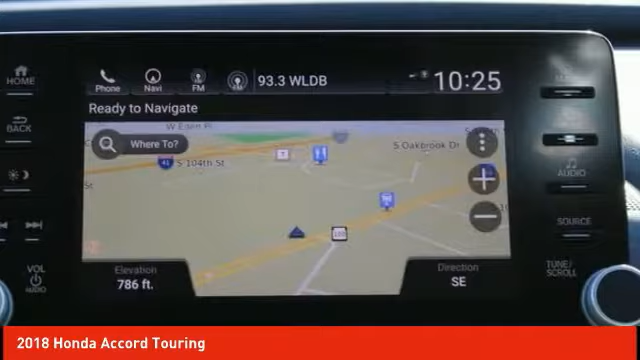 HOME
Phone
Navi
FM
93.3 WLDB
10:25
Ready to Navigate
BACK
W Eden Pl
Where To?
S Oakbrook Dr
41
S 104th St
St
AUDIO
SOURCE
VOL
AUDIO
Elevation
786 ft.
Direction
SE
TUNE/
SCROLL
2018 Honda Accord Touring